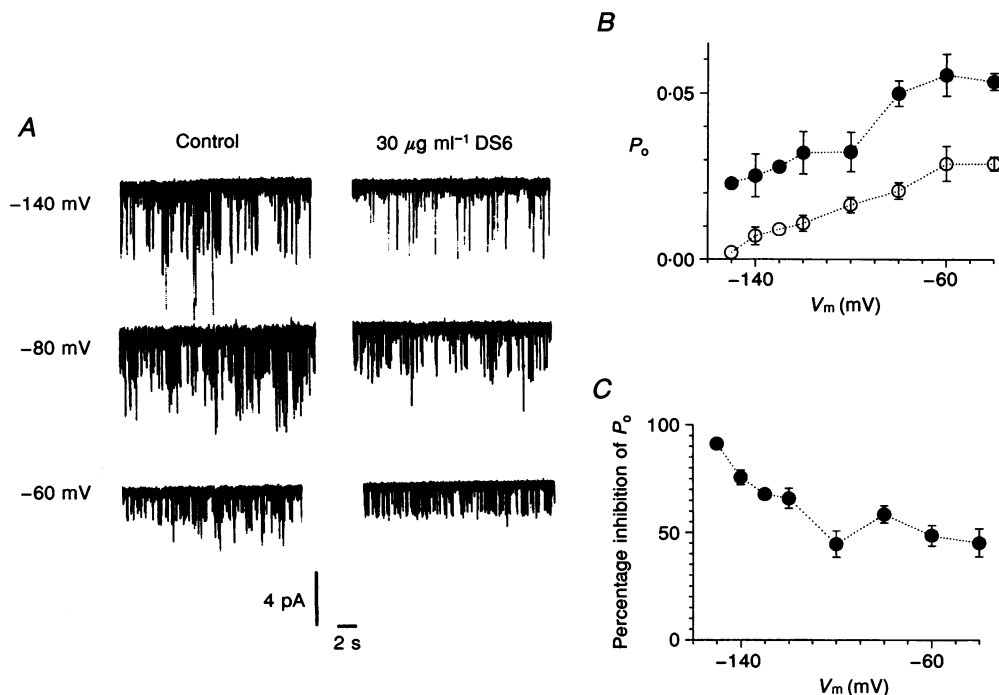 A
Control
30 μg ml⁻¹ DS6
−140 mV
−80 mV
−60 mV
4 pA
2 s
B
Pₒ
0·05
0·00
−140
−60
Vₘ (mV)
C
Percentage inhibition of Pₒ
100
50
0
−140
−60
Vₘ (mV)